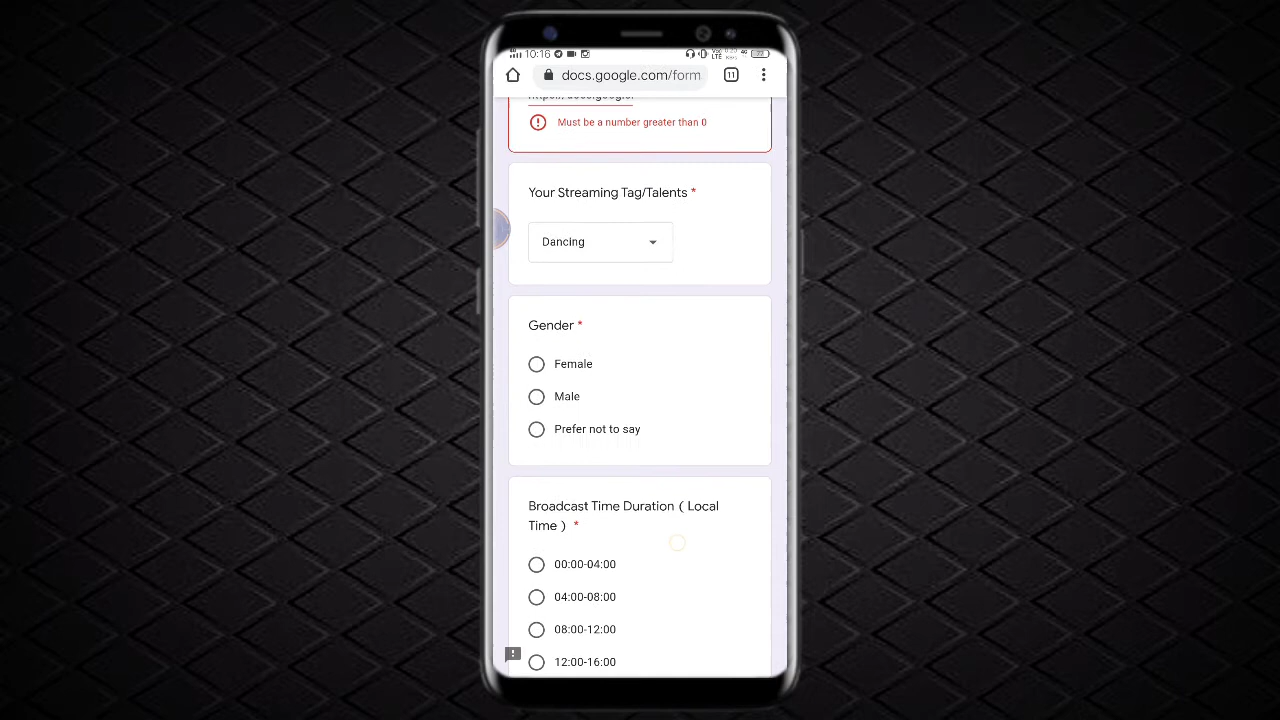 10:16
docs.google.com/form
11
Must be a number greater than 0
Your Streaming Tag/Talents *
Dancing
Gender *
Female
Male
Prefer not to say
Broadcast Time Duration ( Local
Time ) *
00:00-04:00
04:00-08:00
08:00-12:00
12:00-16:00